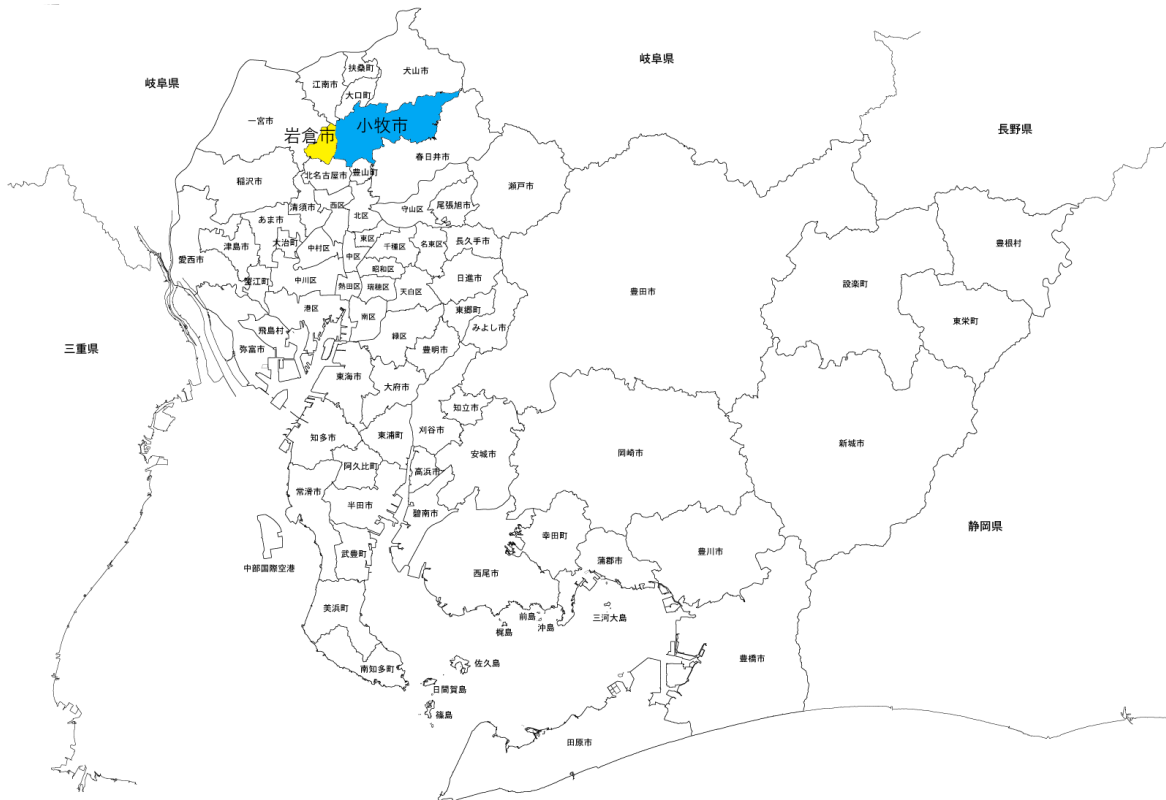 岐阜県
岐阜県
長野県
三重県
静岡県
扶桑町
犬山市
江南市
大口町
一宮市
岩倉市
小牧市
春日井市
北名古屋市
豊山町
稲沢市
瀬戸市
清須市
西区
北区
守山区
尾張旭市
あま市
津島市
大治町
中村区
東区
中区
千種区
名東区
長久手市
愛西市
昭和区
蟹江町
中川区
熱田区
瑞穂区
天白区
日進市
豊田市
豊根村
設楽町
東栄町
港区
南区
東郷町
みよし市
飛島村
弥富市
緑区
豊明市
東海市
大府市
知立市
知多市
東浦町
刈谷市
安城市
岡崎市
新城市
阿久比町
高浜市
常滑市
半田市
碧南市
中部国際空港
武豊町
幸田町
豊川市
蒲郡市
西尾市
美浜町
前島
沖島
梶島
三河大島
南知多町
佐久島
日間賀島
篠島
豊橋市
田原市